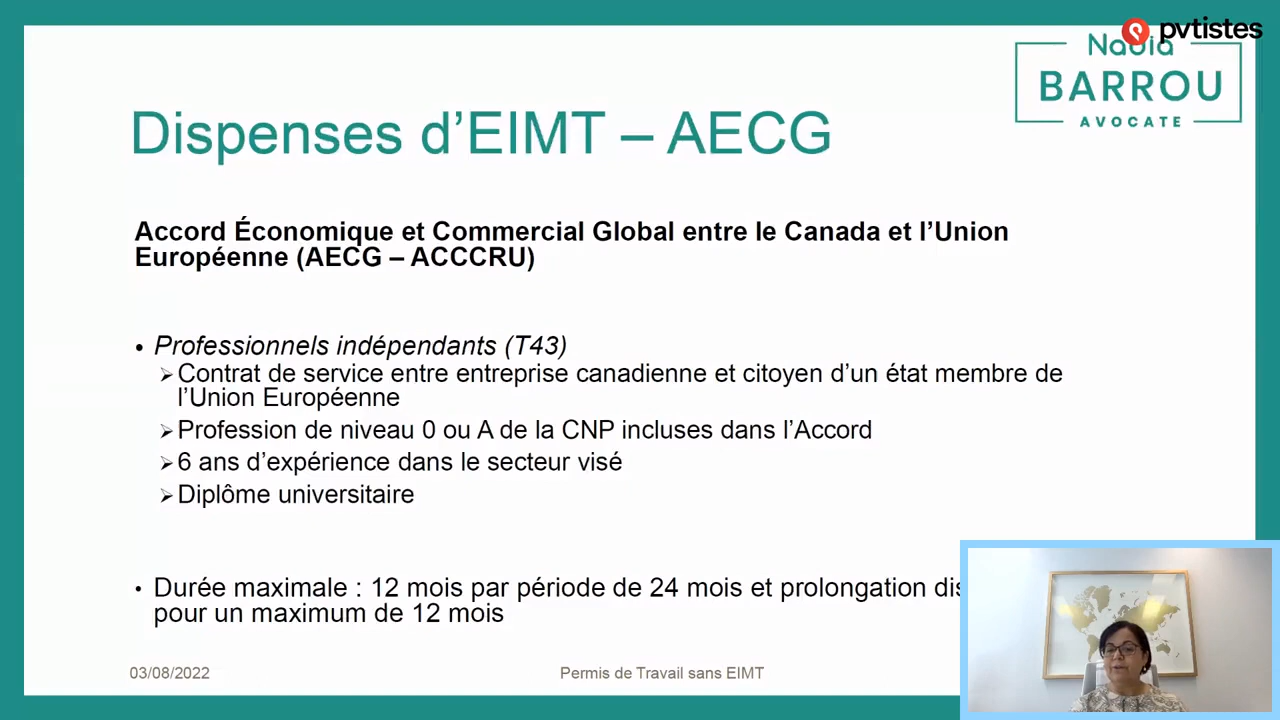 pvtistes
Nadia
BARROU
AVOCATE
Dispenses d’EIMT – AECG
Accord Économique et Commercial Global entre le Canada et l’Union
Européenne (AECG – ACCCRU)
• Professionnels indépendants (T43)
➢Contrat de service entre entreprise canadienne et citoyen d’un état membre de
l’Union Européenne
➢Profession de niveau 0 ou A de la CNP incluses dans l’Accord
➢6 ans d’expérience dans le secteur visé
➢Diplôme universitaire
• Durée maximale : 12 mois par période de 24 mois et prolongation
pour un maximum de 12 mois
03/08/2022
Permis de Travail sans EIMT